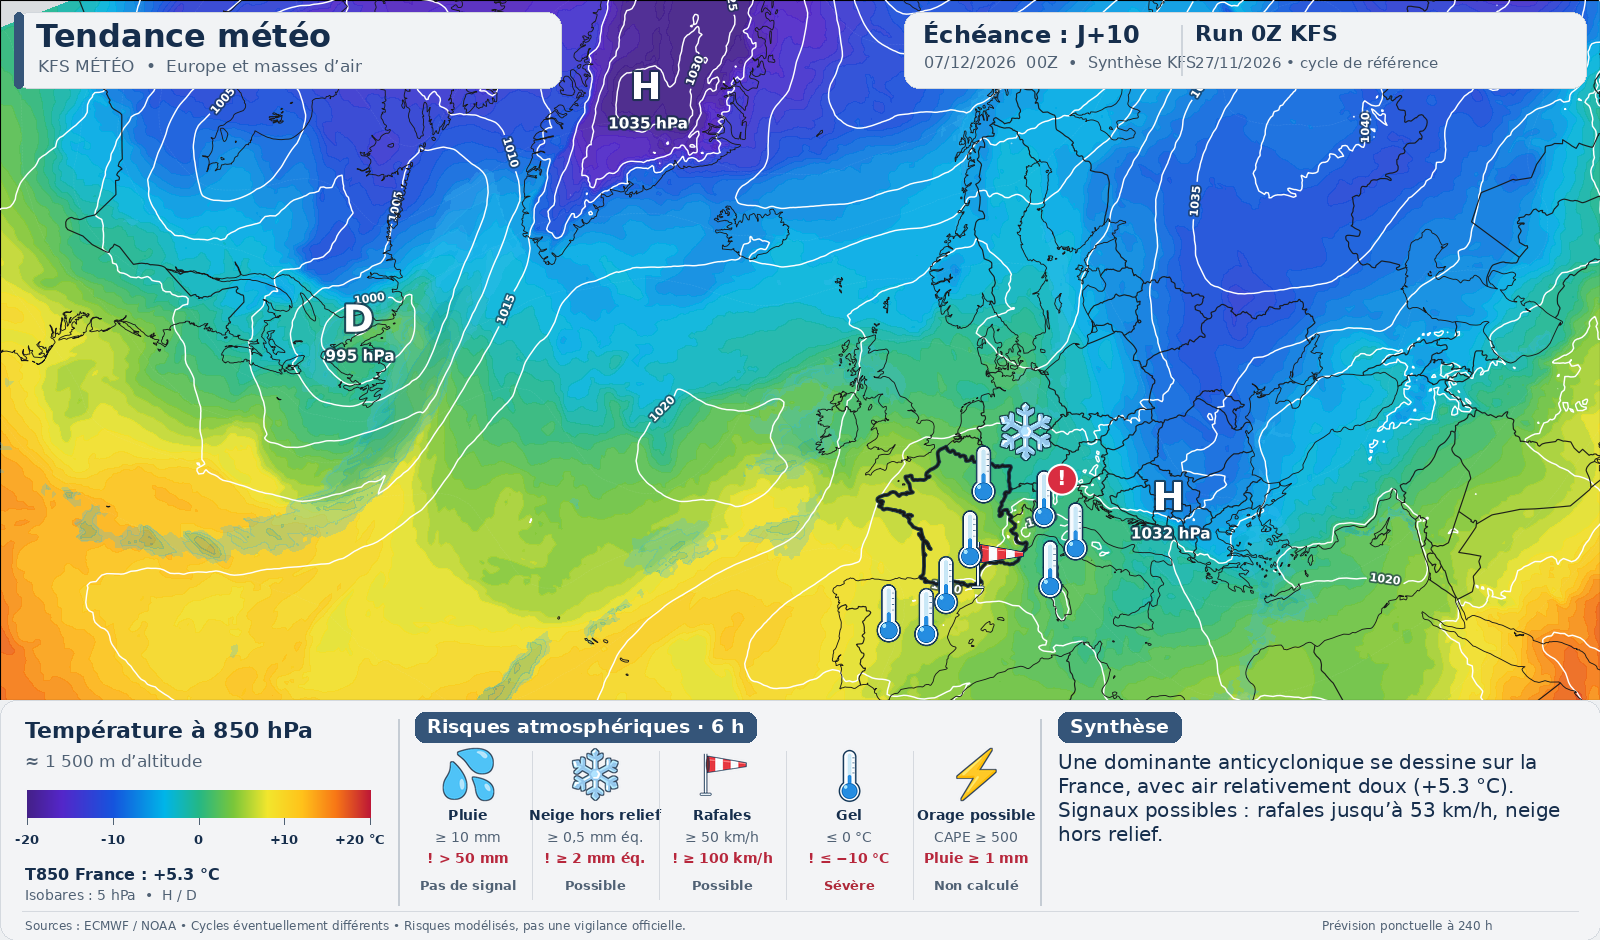 Tendance météo
KFS MÉTÉO • Europe et masses d’air
Échéance : J+10
07/12/2026 00Z • Synthèse KFS
Run 0Z KFS
27/11/2026 • cycle de référence
1005
1030
H
1035 hPa
1010
1005
1040
1035
1000
D
995 hPa
1015
1020
!
H
1032 hPa
1020
Température à 850 hPa
≈ 1 500 m d’altitude
-20 -10 0 +10 +20 °C
T850 France : +5.3 °C
Isobares : 5 hPa • H / D
Risques atmosphériques · 6 h
Pluie
≥ 10 mm
! > 50 mm
Pas de signal
Neige hors relief
≥ 0,5 mm éq.
! ≥ 2 mm éq.
Possible
Rafales
≥ 50 km/h
! ≥ 100 km/h
Possible
Gel
≤ 0 °C
! ≤ −10 °C
Sévère
Orage possible
CAPE ≥ 500
Pluie ≥ 1 mm
Non calculé
Synthèse
Une dominante anticyclonique se dessine sur la
France, avec air relativement doux (+5.3 °C).
Signaux possibles : rafales jusqu’à 53 km/h, neige
hors relief.
Sources : ECMWF / NOAA • Cycles éventuellement différents • Risques modélisés, pas une vigilance officielle.
Prévision ponctuelle à 240 h